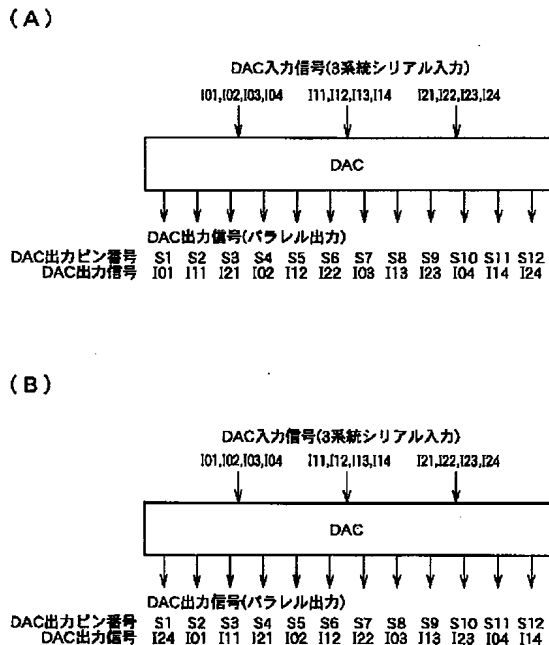 (A)
DAC入力信号(3系統シリアル入力)
I01,I02,I03,I04 I11,I12,I13,I14 I21,I22,I23,I24
DAC
DAC出力信号(パラレル出力)
DAC出力ピン番号 S1 S2 S3 S4 S5 S6 S7 S8 S9 S10 S11 S12
DAC出力信号 I01 I11 I21 I02 I12 I22 I03 I13 I23 I04 I14 I24
(B)
DAC入力信号(3系統シリアル入力)
I01,I02,I03,I04 I11,I12,I13,I14 I21,I22,I23,I24
DAC
DAC出力信号(パラレル出力)
DAC出力ピン番号 S1 S2 S3 S4 S5 S6 S7 S8 S9 S10 S11 S12
DAC出力信号 I24 I01 I11 I21 I02 I12 I22 I03 I13 I23 I04 I14